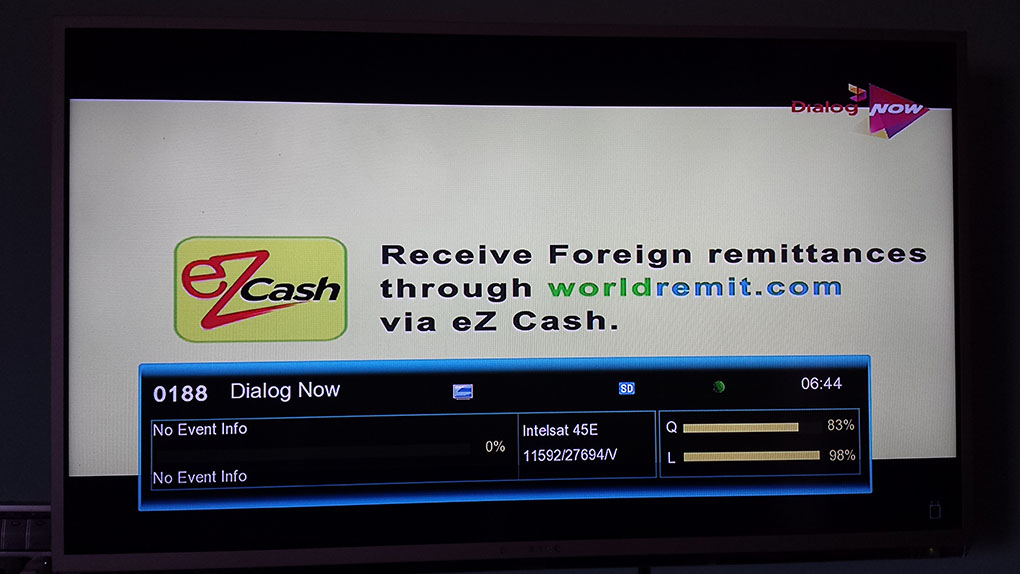 Dialog NOW
eZ Cash
Receive Foreign remittances
through worldremit.com
via eZ Cash.
0188 Dialog Now SD 06:44
No Event Info
0%
No Event Info
Intelsat 45E
11592/27694/V
Q 83%
L 98%